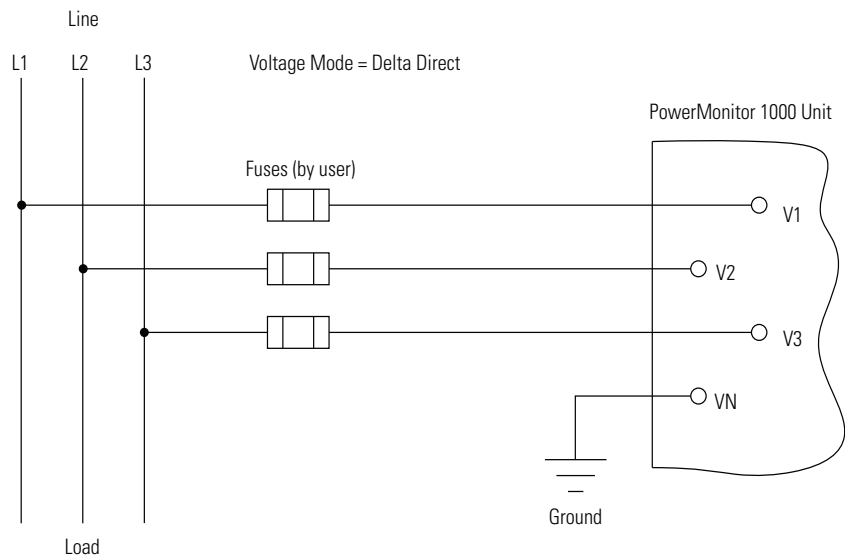 Line
L1 L2 L3 Voltage Mode = Delta Direct
PowerMonitor 1000 Unit
Fuses (by user)
V1
V2
V3
VN
Ground
Load